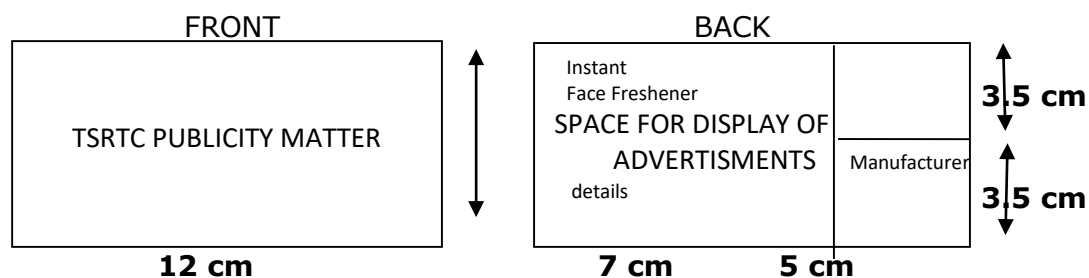 FRONT
TSRTC PUBLICITY MATTER
12 cm
BACK
Instant
Face Freshener
SPACE FOR DISPLAY OF
ADVERTISMENTS
details
Manufacturer
3.5 cm
3.5 cm
7 cm
5 cm